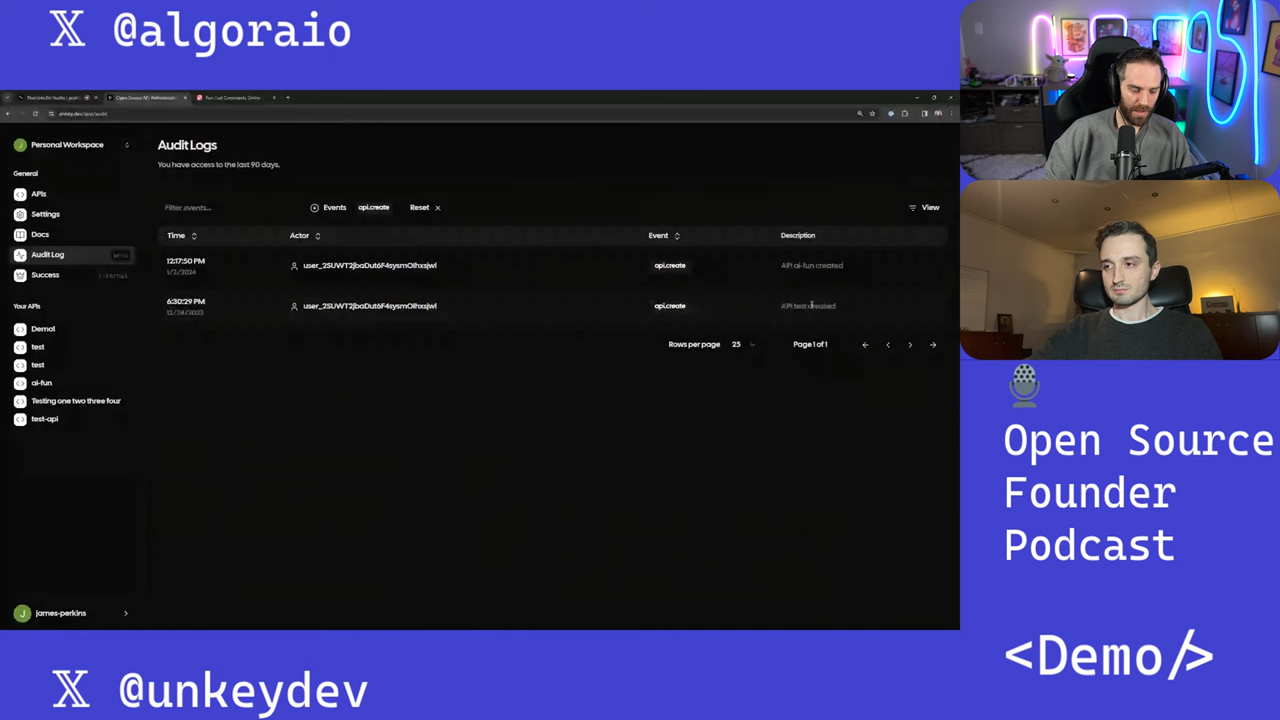 𝕏 @algoraio
Personal Workspace
General
APIs
Settings
Docs
Audit Log
Success
Your APIs
Demo1
test
test
ai-fun
Testing one two three four
test-api
james-perkins
Audit Logs
You have access to the last 90 days.
Filter events...
Events
api.create
Reset
View
Time
Actor
Event
Description
12:17:50 PM
1/2/2024
api.create
API ai-fun created
6:30:29 PM
api.create
API test created
Rows per page
25
Page 1 of 1
Open Source
Founder
Podcast
<Demo/>
𝕏 @unkeydev